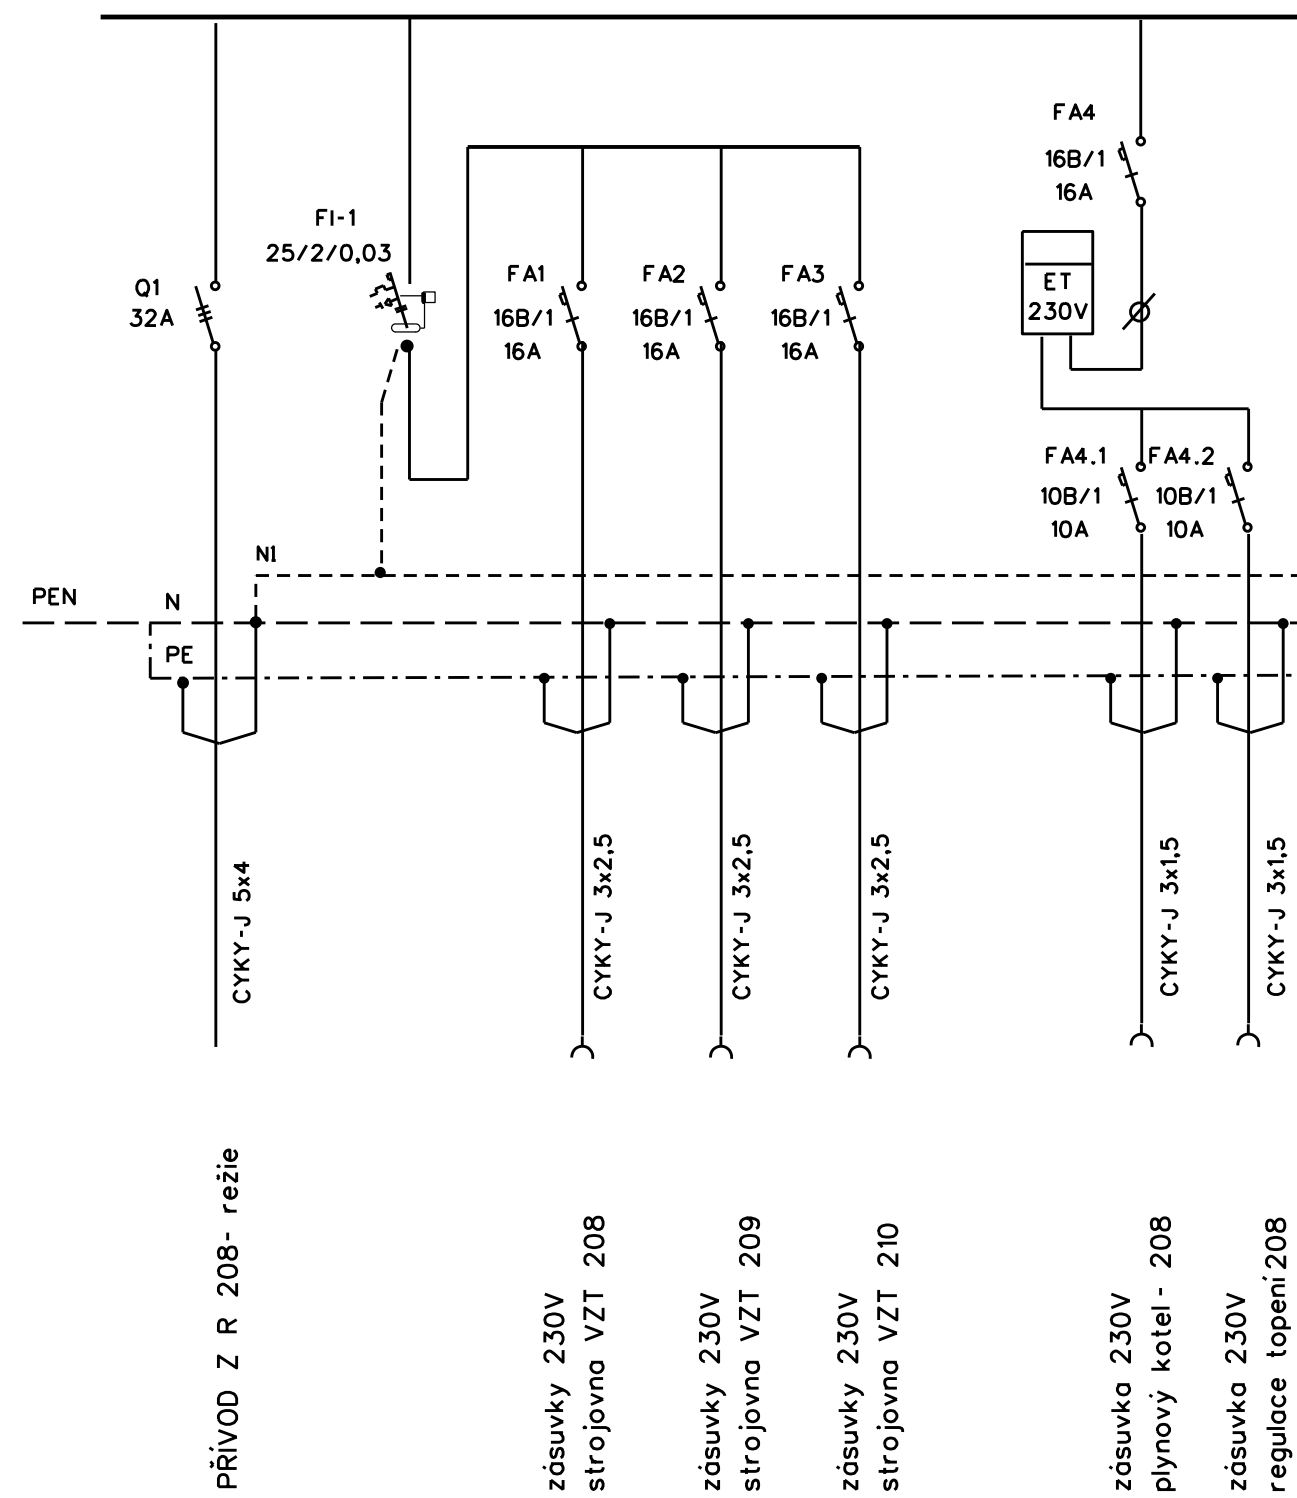 FA4
16B/1
16A
FI-1
25/2/0,03
Q1
32A
FA1
16B/1
16A
FA2
16B/1
16A
FA3
16B/1
16A
ET
230V
FA4.1
10B/1
10A
FA4.2
10B/1
10A
N1
PEN
N
PE
CYKY-J 5x4
CYKY-J 3x2,5
CYKY-J 3x2,5
CYKY-J 3x2,5
CYKY-J 3x1,5
CYKY-J 3x1,5
PŘÍVOD Z R 208- režie
zásuvky 230V
strojovna VZT 208
zásuvky 230V
strojovna VZT 209
zásuvky 230V
strojovna VZT 210
zásuvka 230V
plynový kotel - 208
zásuvka 230V
regulace topení 208